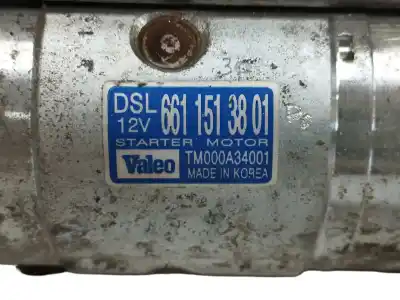 DSL 661 151 38 01
12V
STARTER MOTOR
Valeo TM000A34001
MADE IN KOREA